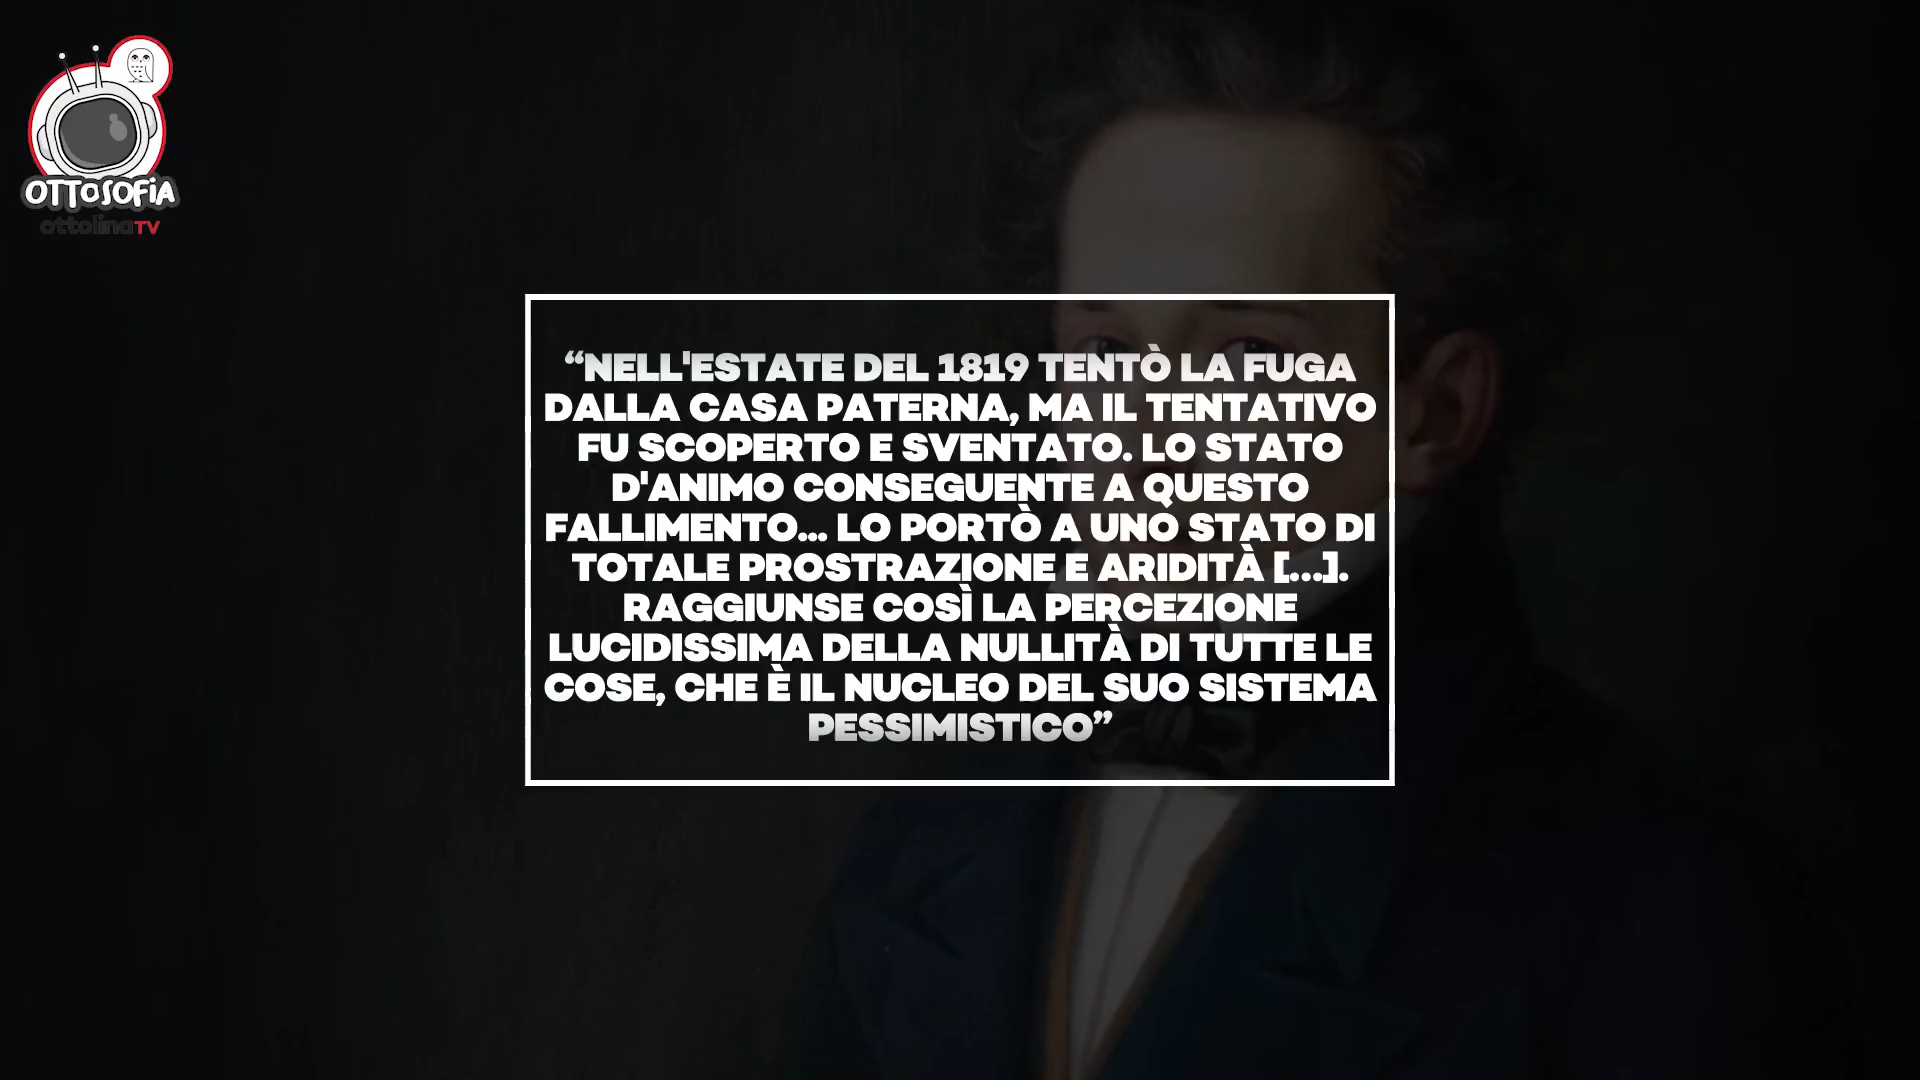 OTTOSOFIA
ottolinaTV
“NELL'ESTATE DEL 1819 TENTÒ LA FUGA
DALLA CASA PATERNA, MA IL TENTATIVO
FU SCOPERTO E SVENTATO. LO STATO
D'ANIMO CONSEGUENTE A QUESTO
FALLIMENTO... LO PORTÒ A UNO STATO DI
TOTALE PROSTRAZIONE E ARIDITÀ [...].
RAGGIUNSE COSÌ LA PERCEZIONE
LUCIDISSIMA DELLA NULLITÀ DI TUTTE LE
COSE, CHE È IL NUCLEO DEL SUO SISTEMA
PESSIMISTICO”